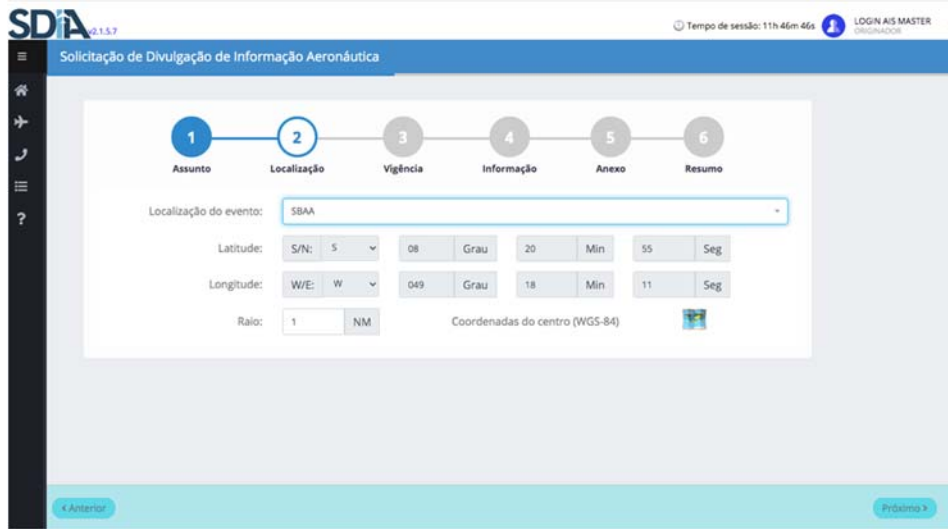 SDIA v2.1.5.7
Tempo de sessão: 11h 46m 46s
LOGIN AIS MASTER
ORIGINADOR
Solicitação de Divulgação de Informação Aeronáutica
1 2 3 4 5 6
Assunto Localização Vigência Informação Anexo Resumo
Localização do evento: SBAA
Latitude: S/N: S 08 Grau 20 Min 55 Seg
Longitude: W/E: W 049 Grau 18 Min 11 Seg
Raio: 1 NM Coordenadas do centro (WGS-84)
? 
< Anterior Próximo >